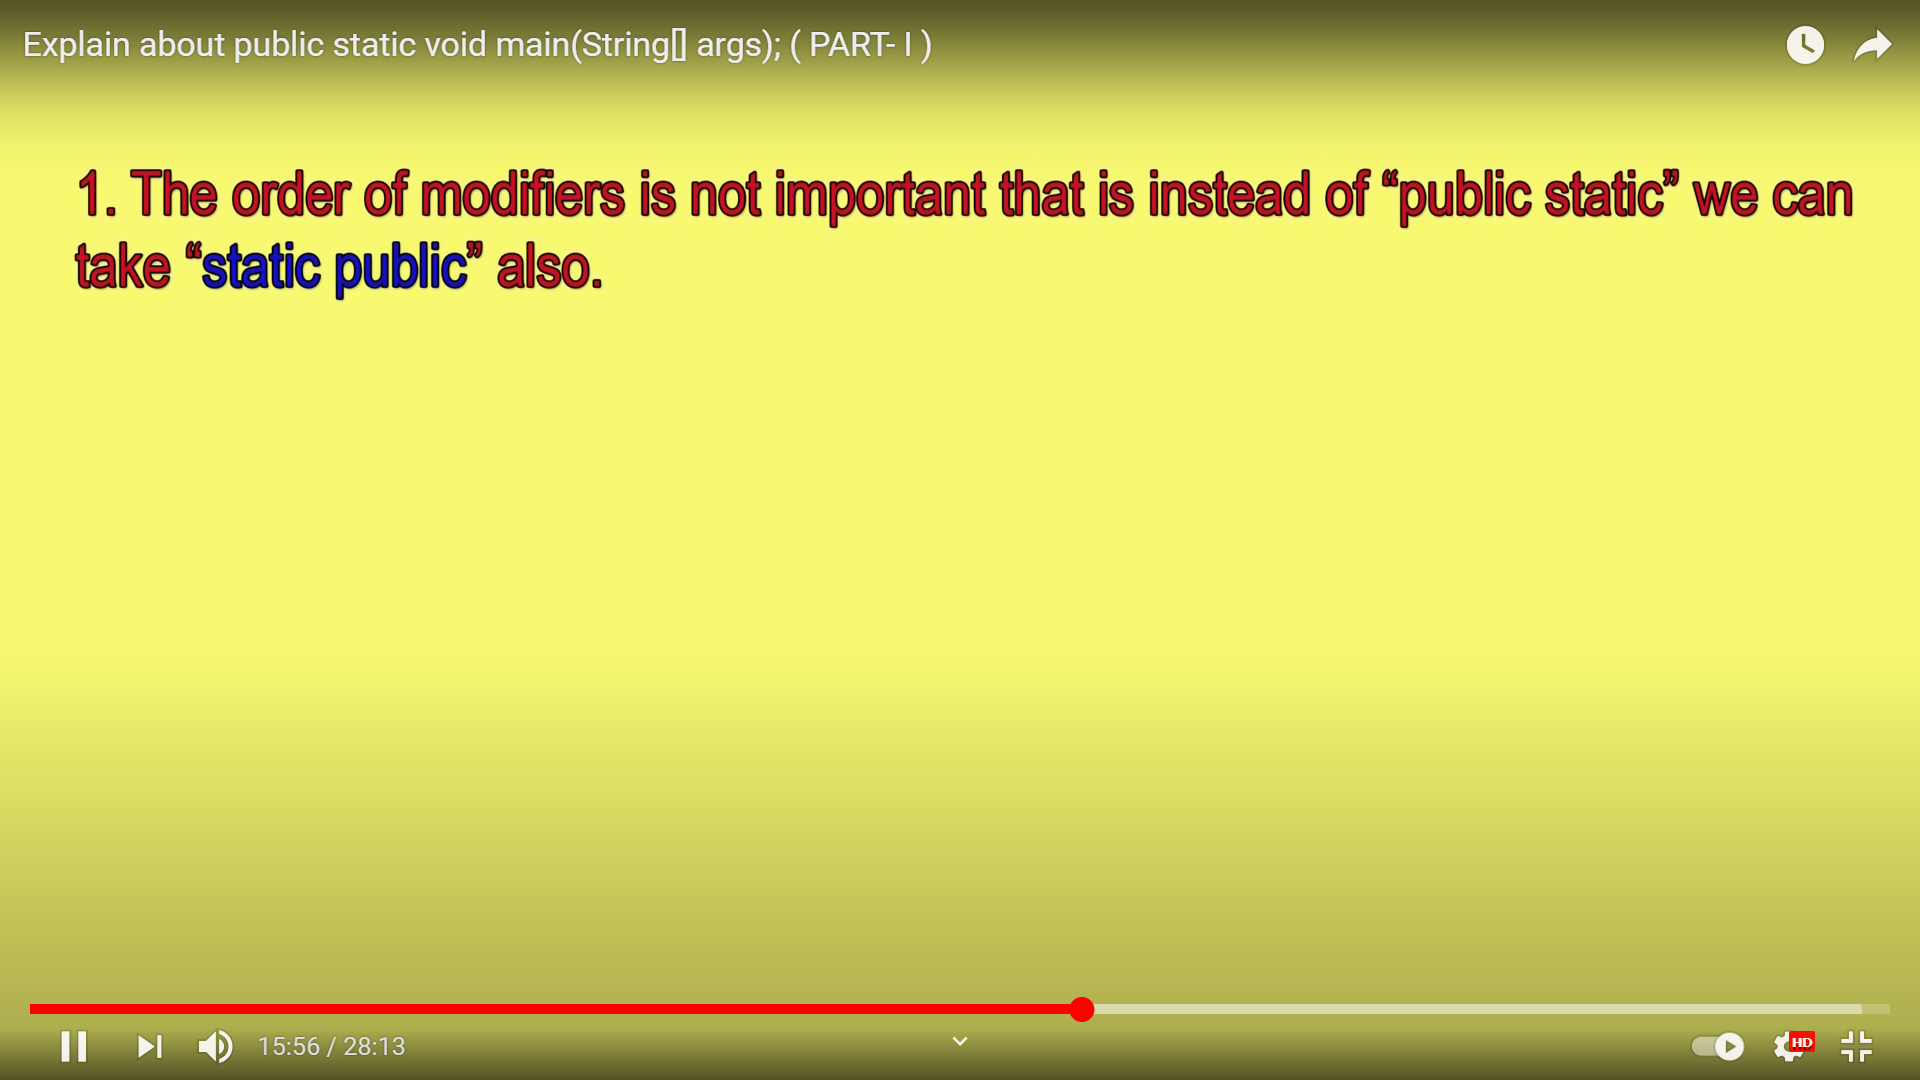 Explain about public static void main(String[] args); ( PART- I )
1. The order of modifiers is not important that is instead of “public static” we can
take “static public” also.
15:56 / 28:13
HD